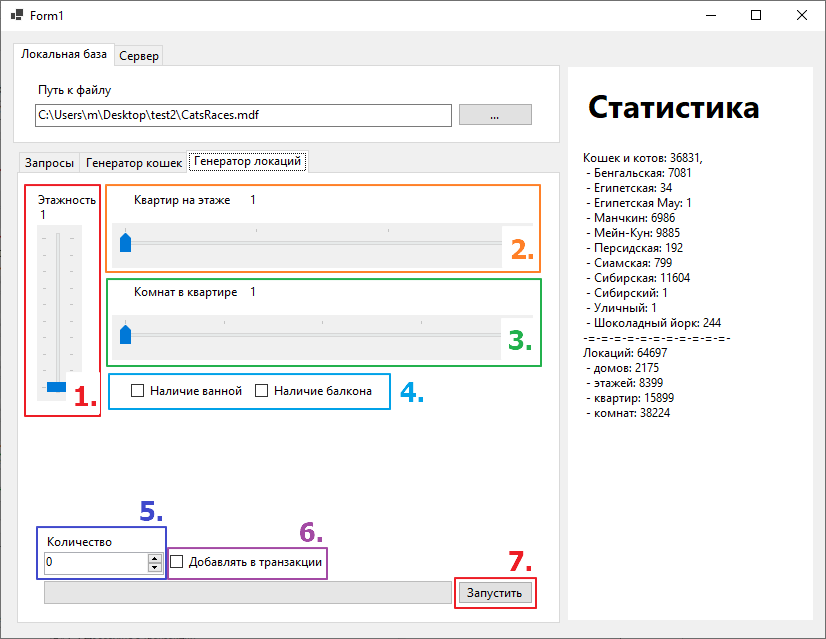 Form1
Локальная база
Сервер
Путь к файлу
C:\Users\m\Desktop\test2\CatsRaces.mdf
...
Запросы
Генератор кошек
Генератор локаций
Этажность
1
1.
Квартир на этаже 1
2.
Комнат в квартире 1
3.
Наличие ванной
Наличие балкона
4.
5.
Количество
0
6.
Добавлять в транзакции
7.
Запустить
Статистика
Кошек и котов: 36831,
- Бенгальская: 7081
- Египетская: 34
- Египетская Мау: 1
- Манчкин: 6986
- Мейн-Кун: 9885
- Персидская: 192
- Сиамская: 799
- Сибирская: 11604
- Сибирский: 1
- Уличный: 1
- Шоколадный йорк: 244
-=-=-=-=-=-=-=-=-=-=-=-
Локаций: 64697
- домов: 2175
- этажей: 8399
- квартир: 15899
- комнат: 38224